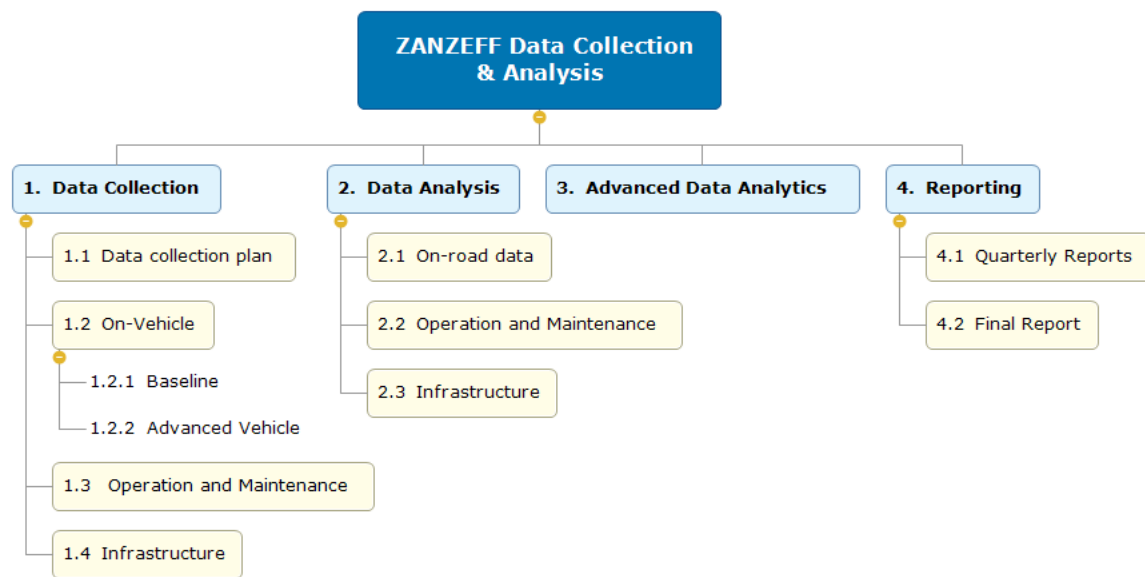 ZANZEFF Data Collection
& Analysis
1. Data Collection
1.1 Data collection plan
1.2 On-Vehicle
1.2.1 Baseline
1.2.2 Advanced Vehicle
1.3 Operation and Maintenance
1.4 Infrastructure
2. Data Analysis
2.1 On-road data
2.2 Operation and Maintenance
2.3 Infrastructure
3. Advanced Data Analytics
4. Reporting
4.1 Quarterly Reports
4.2 Final Report